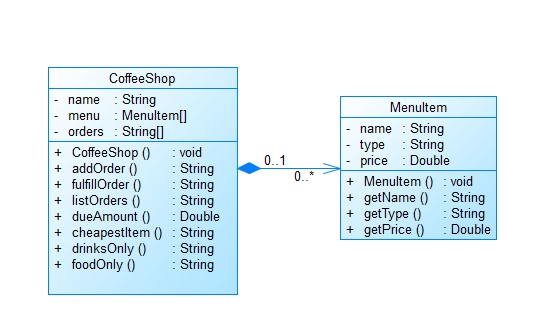 CoffeeShop
- name : String
- menu : MenuItem[]
- orders : String[]
+ CoffeeShop () : void
+ addOrder () : String
+ fulfillOrder () : String
+ listOrders () : String
+ dueAmount () : Double
+ cheapestItem () : String
+ drinksOnly () : String
+ foodOnly () : String
0..1
0..*
MenuItem
- name : String
- type : String
- price : Double
+ MenuItem () : void
+ getName () : String
+ getType () : String
+ getPrice () : Double